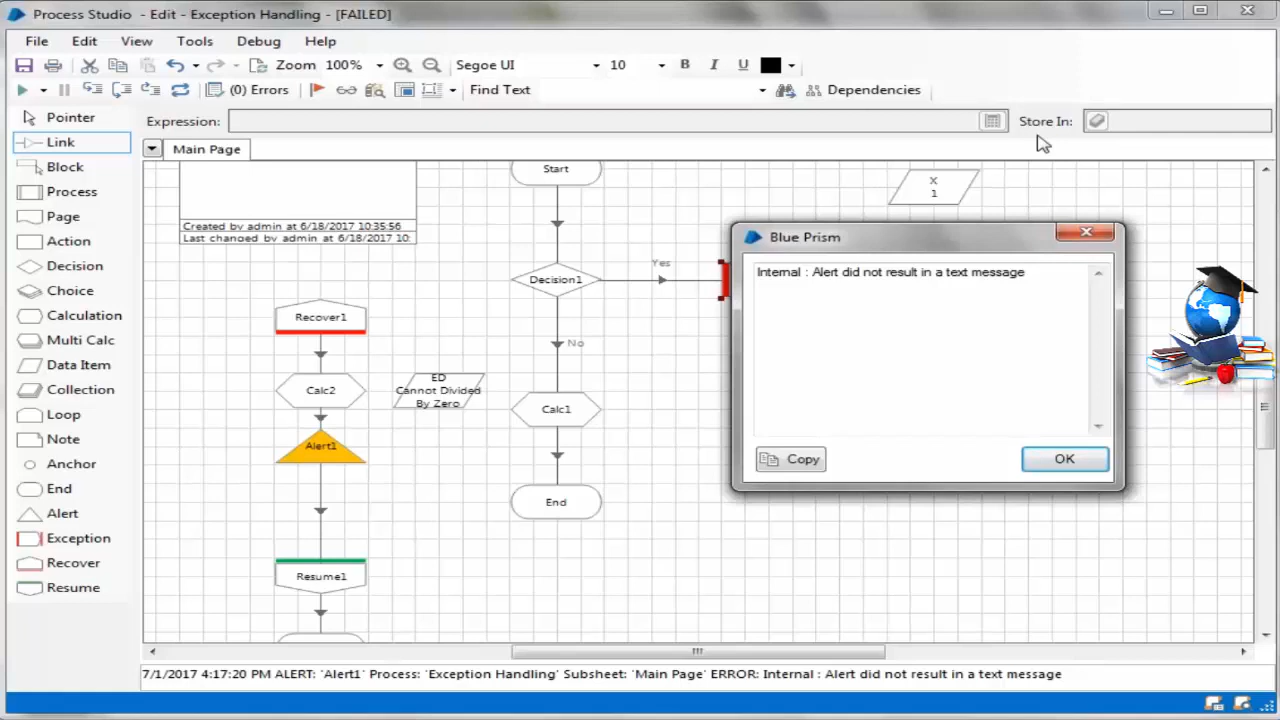 Process Studio - Edit - Exception Handling - [FAILED]
File Edit View Tools Debug Help
Zoom 100% Segoe UI 10 B I U
(0) Errors Find Text Dependencies
Pointer
Link
Block
Process
Page
Action
Decision
Choice
Calculation
Multi Calc
Data Item
Collection
Loop
Note
Anchor
End
Alert
Exception
Recover
Resume
Expression: Store In:
Main Page
Created by admin at 6/18/2017 10:35:56
Last changed by admin at 6/18/2017 10:
Start
X
1
Yes
Decision1
No
Recover1
Calc2
ED
Cannot Divided
By Zero
Calc1
Alert1
End
Resume1
Blue Prism
Internal : Alert did not result in a text message
Copy
OK
7/1/2017 4:17:20 PM ALERT: 'Alert1' Process: 'Exception Handling' Subsheet: 'Main Page' ERROR: Internal : Alert did not result in a text message